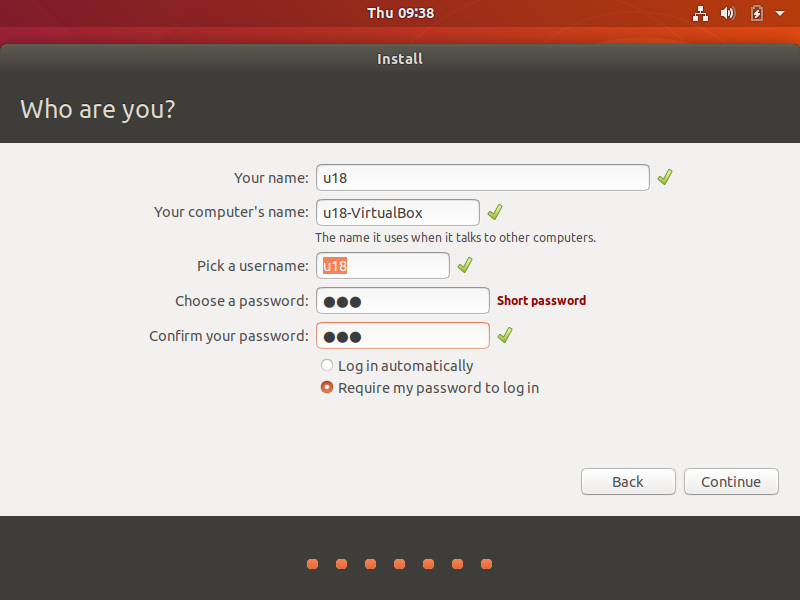 Thu 09:38
Install
Who are you?
Your name: u18
Your computer's name: u18-VirtualBox
The name it uses when it talks to other computers.
Pick a username: u18
Choose a password: ●●● Short password
Confirm your password: ●●●
Log in automatically
Require my password to log in
Back Continue